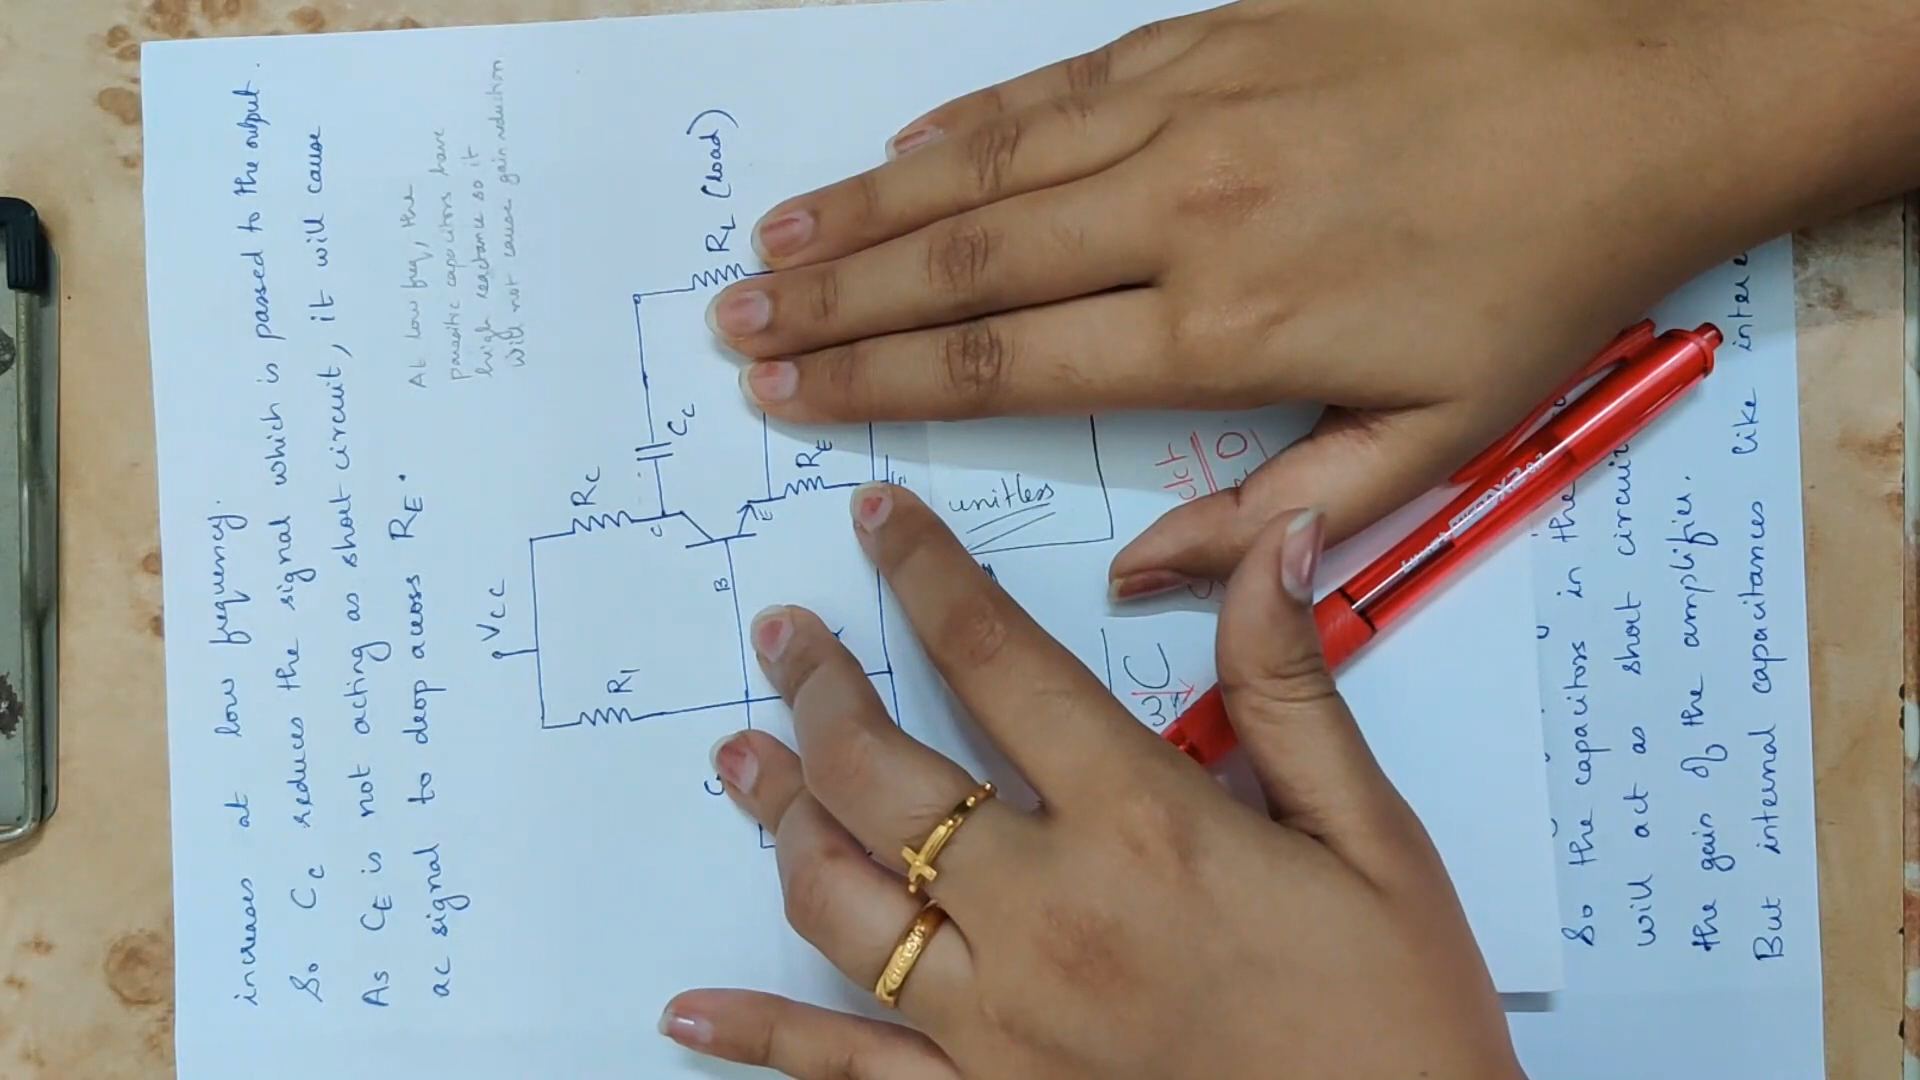 increases at low frequency.
So CC reduces the signal which is passed to the output.
As CE is not acting as short circuit, it will cause
ac signal to drop across RE.
At low freq, the
parasitic capacitors have
high reactance so it
will not cause gain reduction
VCC
R1
RC
C
CC
B
E
RE
RL (load)
unitless
ωC
0
So the capacitors in the
will act as short circuit
the gain of the amplifier.
But internal capacitances like inter